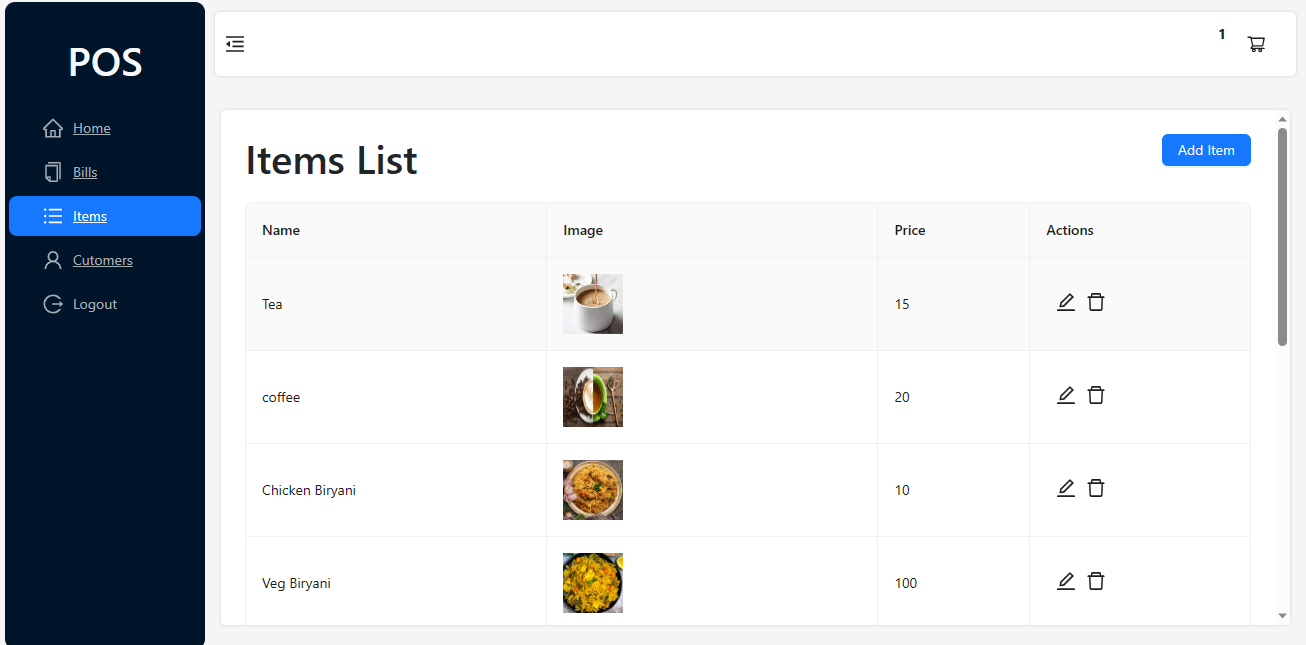 POS
Home
Bills
Items
Cutomers
Logout
1
Items List
Add Item
Name Image Price Actions
Tea 15
coffee 20
Chicken Biryani 10
Veg Biryani 100